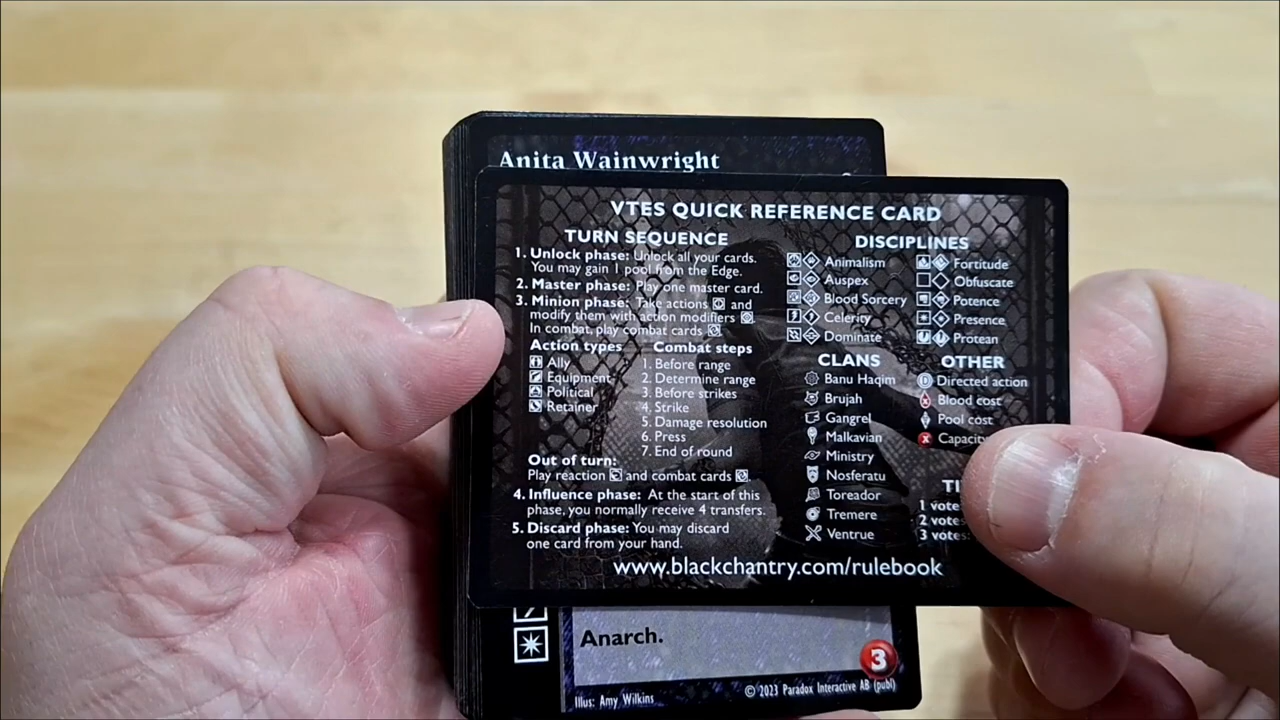 Anita Wainwright
VTES QUICK REFERENCE CARD
TURN SEQUENCE
1. Unlock phase: Unlock all your cards.
You may gain 1 pool from the Edge.
2. Master phase: Play one master card.
3. Minion phase: Take actions and
modify them with action modifiers .
In combat, play combat cards .
Action types
Ally
Equipment
Political
Retainer
Combat steps
1. Before range
2. Determine range
3. Before strikes
4. Strike
5. Damage resolution
6. Press
7. End of round
Out of turn:
Play reaction and combat cards .
4. Influence phase: At the start of this
phase, you normally receive 4 transfers.
5. Discard phase: You may discard
one card from your hand.
DISCIPLINES
Animalism
Auspex
Blood Sorcery
Celerity
Dominate
Fortitude
Obfuscate
Potence
Presence
Protean
CLANS
Banu Haqim
Brujah
Gangrel
Malkavian
Ministry
Nosferatu
Toreador
Tremere
Ventrue
OTHER
D Directed action
X Blood cost
Pool cost
X Capacity
1 vote:
2 votes:
3 votes:
www.blackchantry.com/rulebook
Anarch.
3
Illus: Amy Wilkins
© 2023 Paradox Interactive AB (publ)